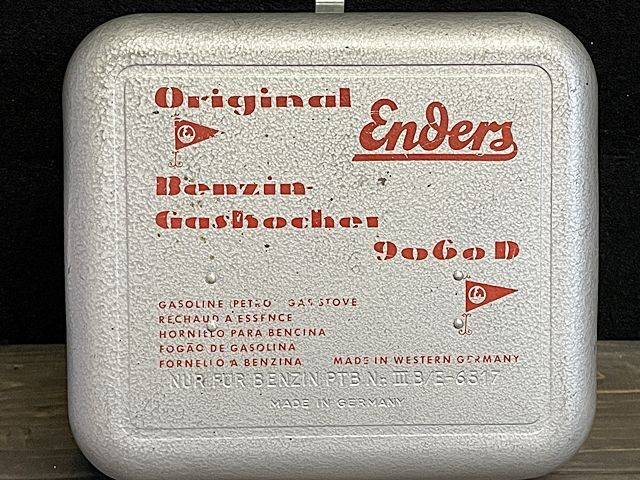 Original
Enders
Benzin-
Gaskocher
9060D
GASOLINE (PETROL) GAS STOVE
RECHAUD A ESSENCE
HORNILLO PARA BENCINA
FOGÃO DE GASOLINA
FORNELLO A BENZINA MADE IN WESTERN GERMANY
NUR FÜR BENZIN PTB Nr. III B/E-6517
MADE IN GERMANY